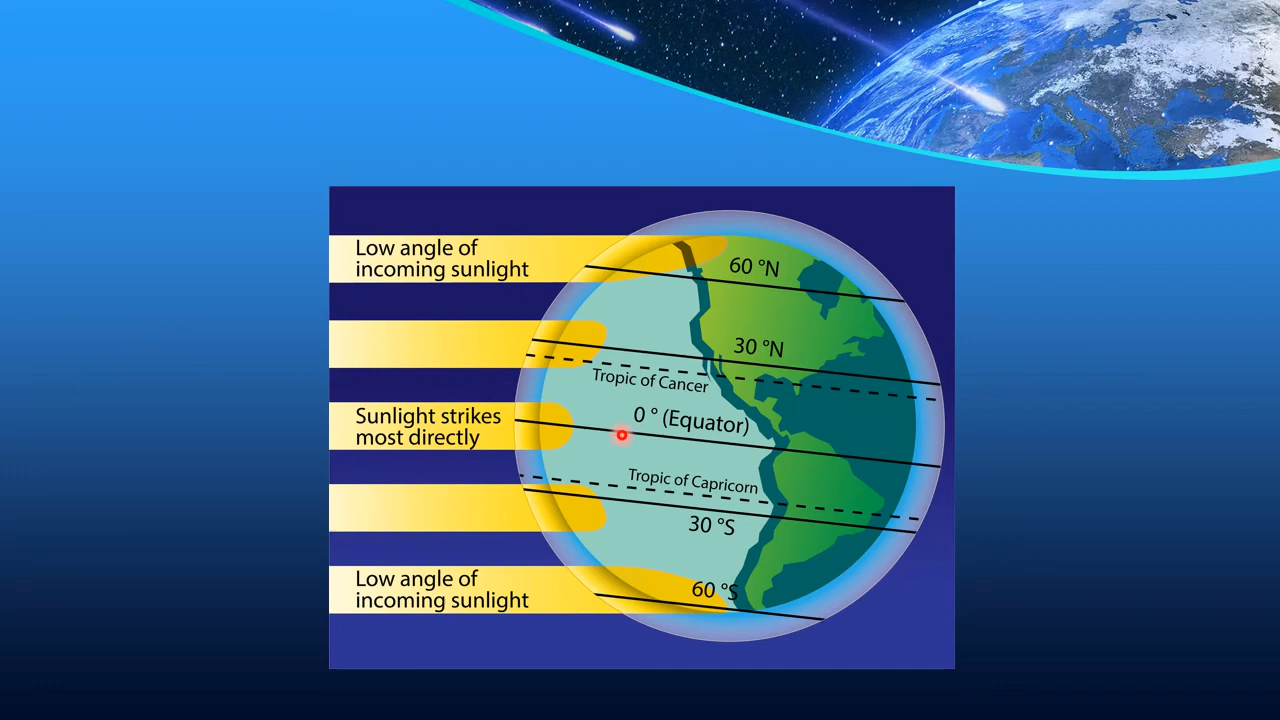 Low angle of
incoming sunlight
60 °N
30 °N
Tropic of Cancer
Sunlight strikes
most directly
0 ° (Equator)
Tropic of Capricorn
30 °S
Low angle of
incoming sunlight
60 °S